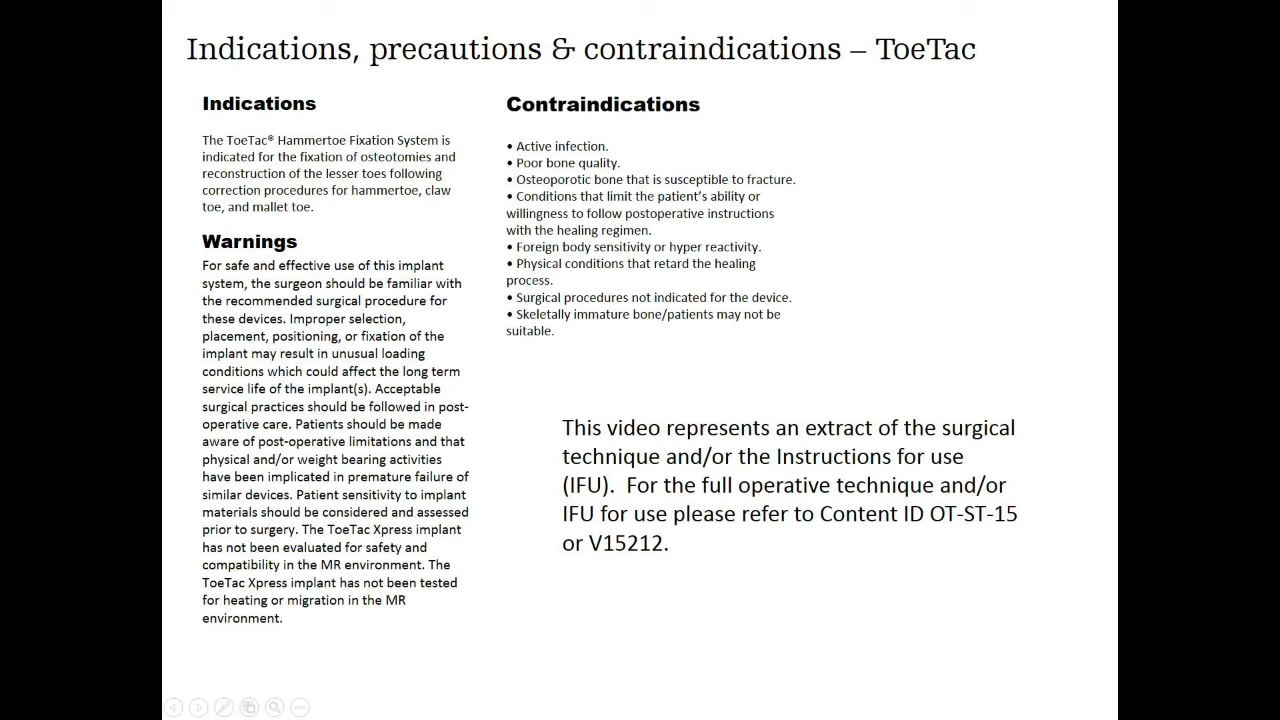 Indications, precautions & contraindications – ToeTac
Indications
The ToeTac® Hammertoe Fixation System is
indicated for the fixation of osteotomies and
reconstruction of the lesser toes following
correction procedures for hammertoe, claw
toe, and mallet toe.
Warnings
For safe and effective use of this implant
system, the surgeon should be familiar with
the recommended surgical procedure for
these devices. Improper selection,
placement, positioning, or fixation of the
implant may result in unusual loading
conditions which could affect the long term
service life of the implant(s). Acceptable
surgical practices should be followed in post-
operative care. Patients should be made
aware of post-operative limitations and that
physical and/or weight bearing activities
have been implicated in premature failure of
similar devices. Patient sensitivity to implant
materials should be considered and assessed
prior to surgery. The ToeTac Xpress implant
has not been evaluated for safety and
compatibility in the MR environment. The
ToeTac Xpress implant has not been tested
for heating or migration in the MR
environment.
Contraindications
• Active infection.
• Poor bone quality.
• Osteoporotic bone that is susceptible to fracture.
• Conditions that limit the patient's ability or
willingness to follow postoperative instructions
with the healing regimen.
• Foreign body sensitivity or hyper reactivity.
• Physical conditions that retard the healing
process.
• Surgical procedures not indicated for the device.
• Skeletally immature bone/patients may not be
suitable.
This video represents an extract of the surgical
technique and/or the Instructions for use
(IFU).  For the full operative technique and/or
IFU for use please refer to Content ID OT-ST-15
or V15212.